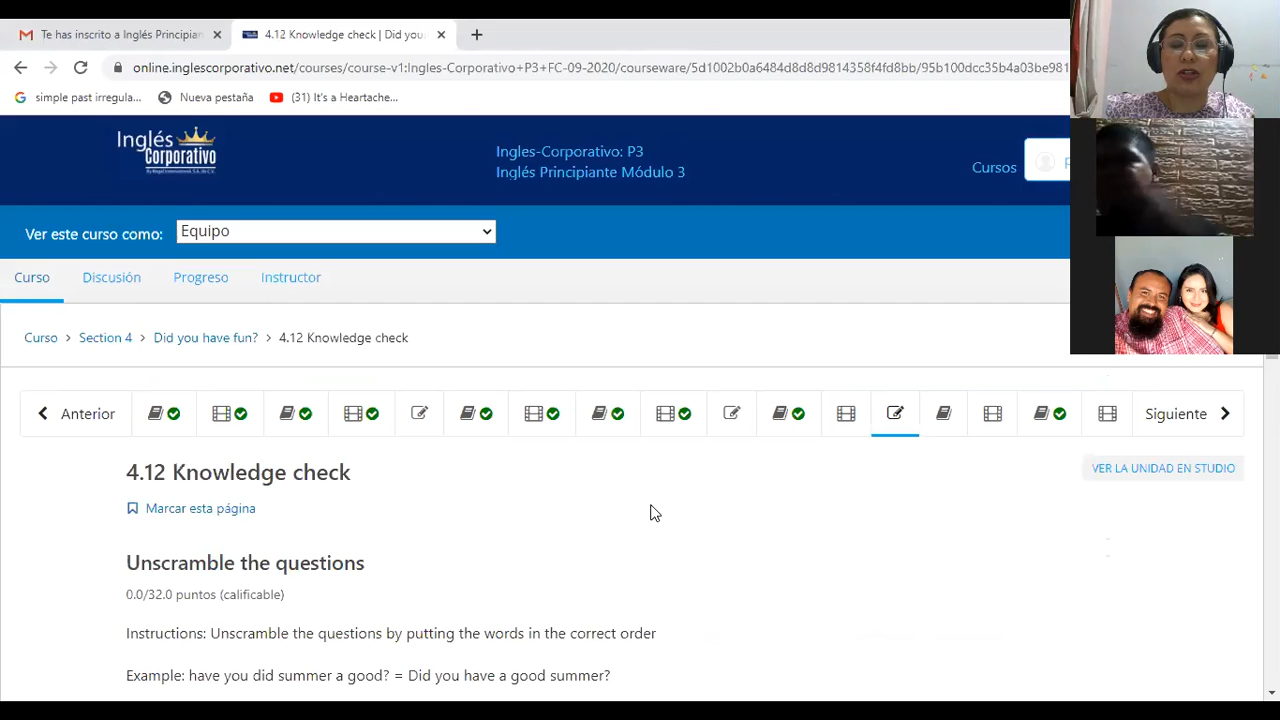 Te has inscrito a Inglés Principian
4.12 Knowledge check | Did you
online.inglescorporativo.net/courses/course-v1:Ingles-Corporativo+P3+FC-09-2020/courseware/5d1002b0a6484d8d8d9814358f4fd8bb/95b100dcc35b4a03be981
simple past irregula...
Nueva pestaña
(31) It's a Heartache...
Inglés
Corporativo
Ingles-Corporativo: P3
Inglés Principiante Módulo 3
Cursos
Ver este curso como:
Equipo
Curso
Discusión
Progreso
Instructor
Curso > Section 4 > Did you have fun? > 4.12 Knowledge check
Anterior
Siguiente
4.12 Knowledge check
VER LA UNIDAD EN STUDIO
Marcar esta página
Unscramble the questions
0.0/32.0 puntos (calificable)
Instructions: Unscramble the questions by putting the words in the correct order
Example: have you did summer a good? = Did you have a good summer?